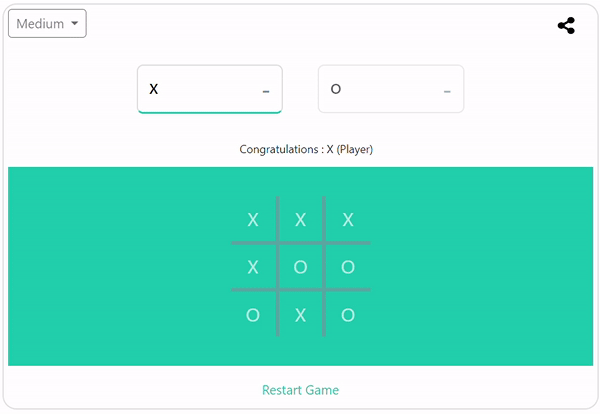 Medium
X – O –
Congratulations : X (Player)
X X X
X O O
O X O
Restart Game